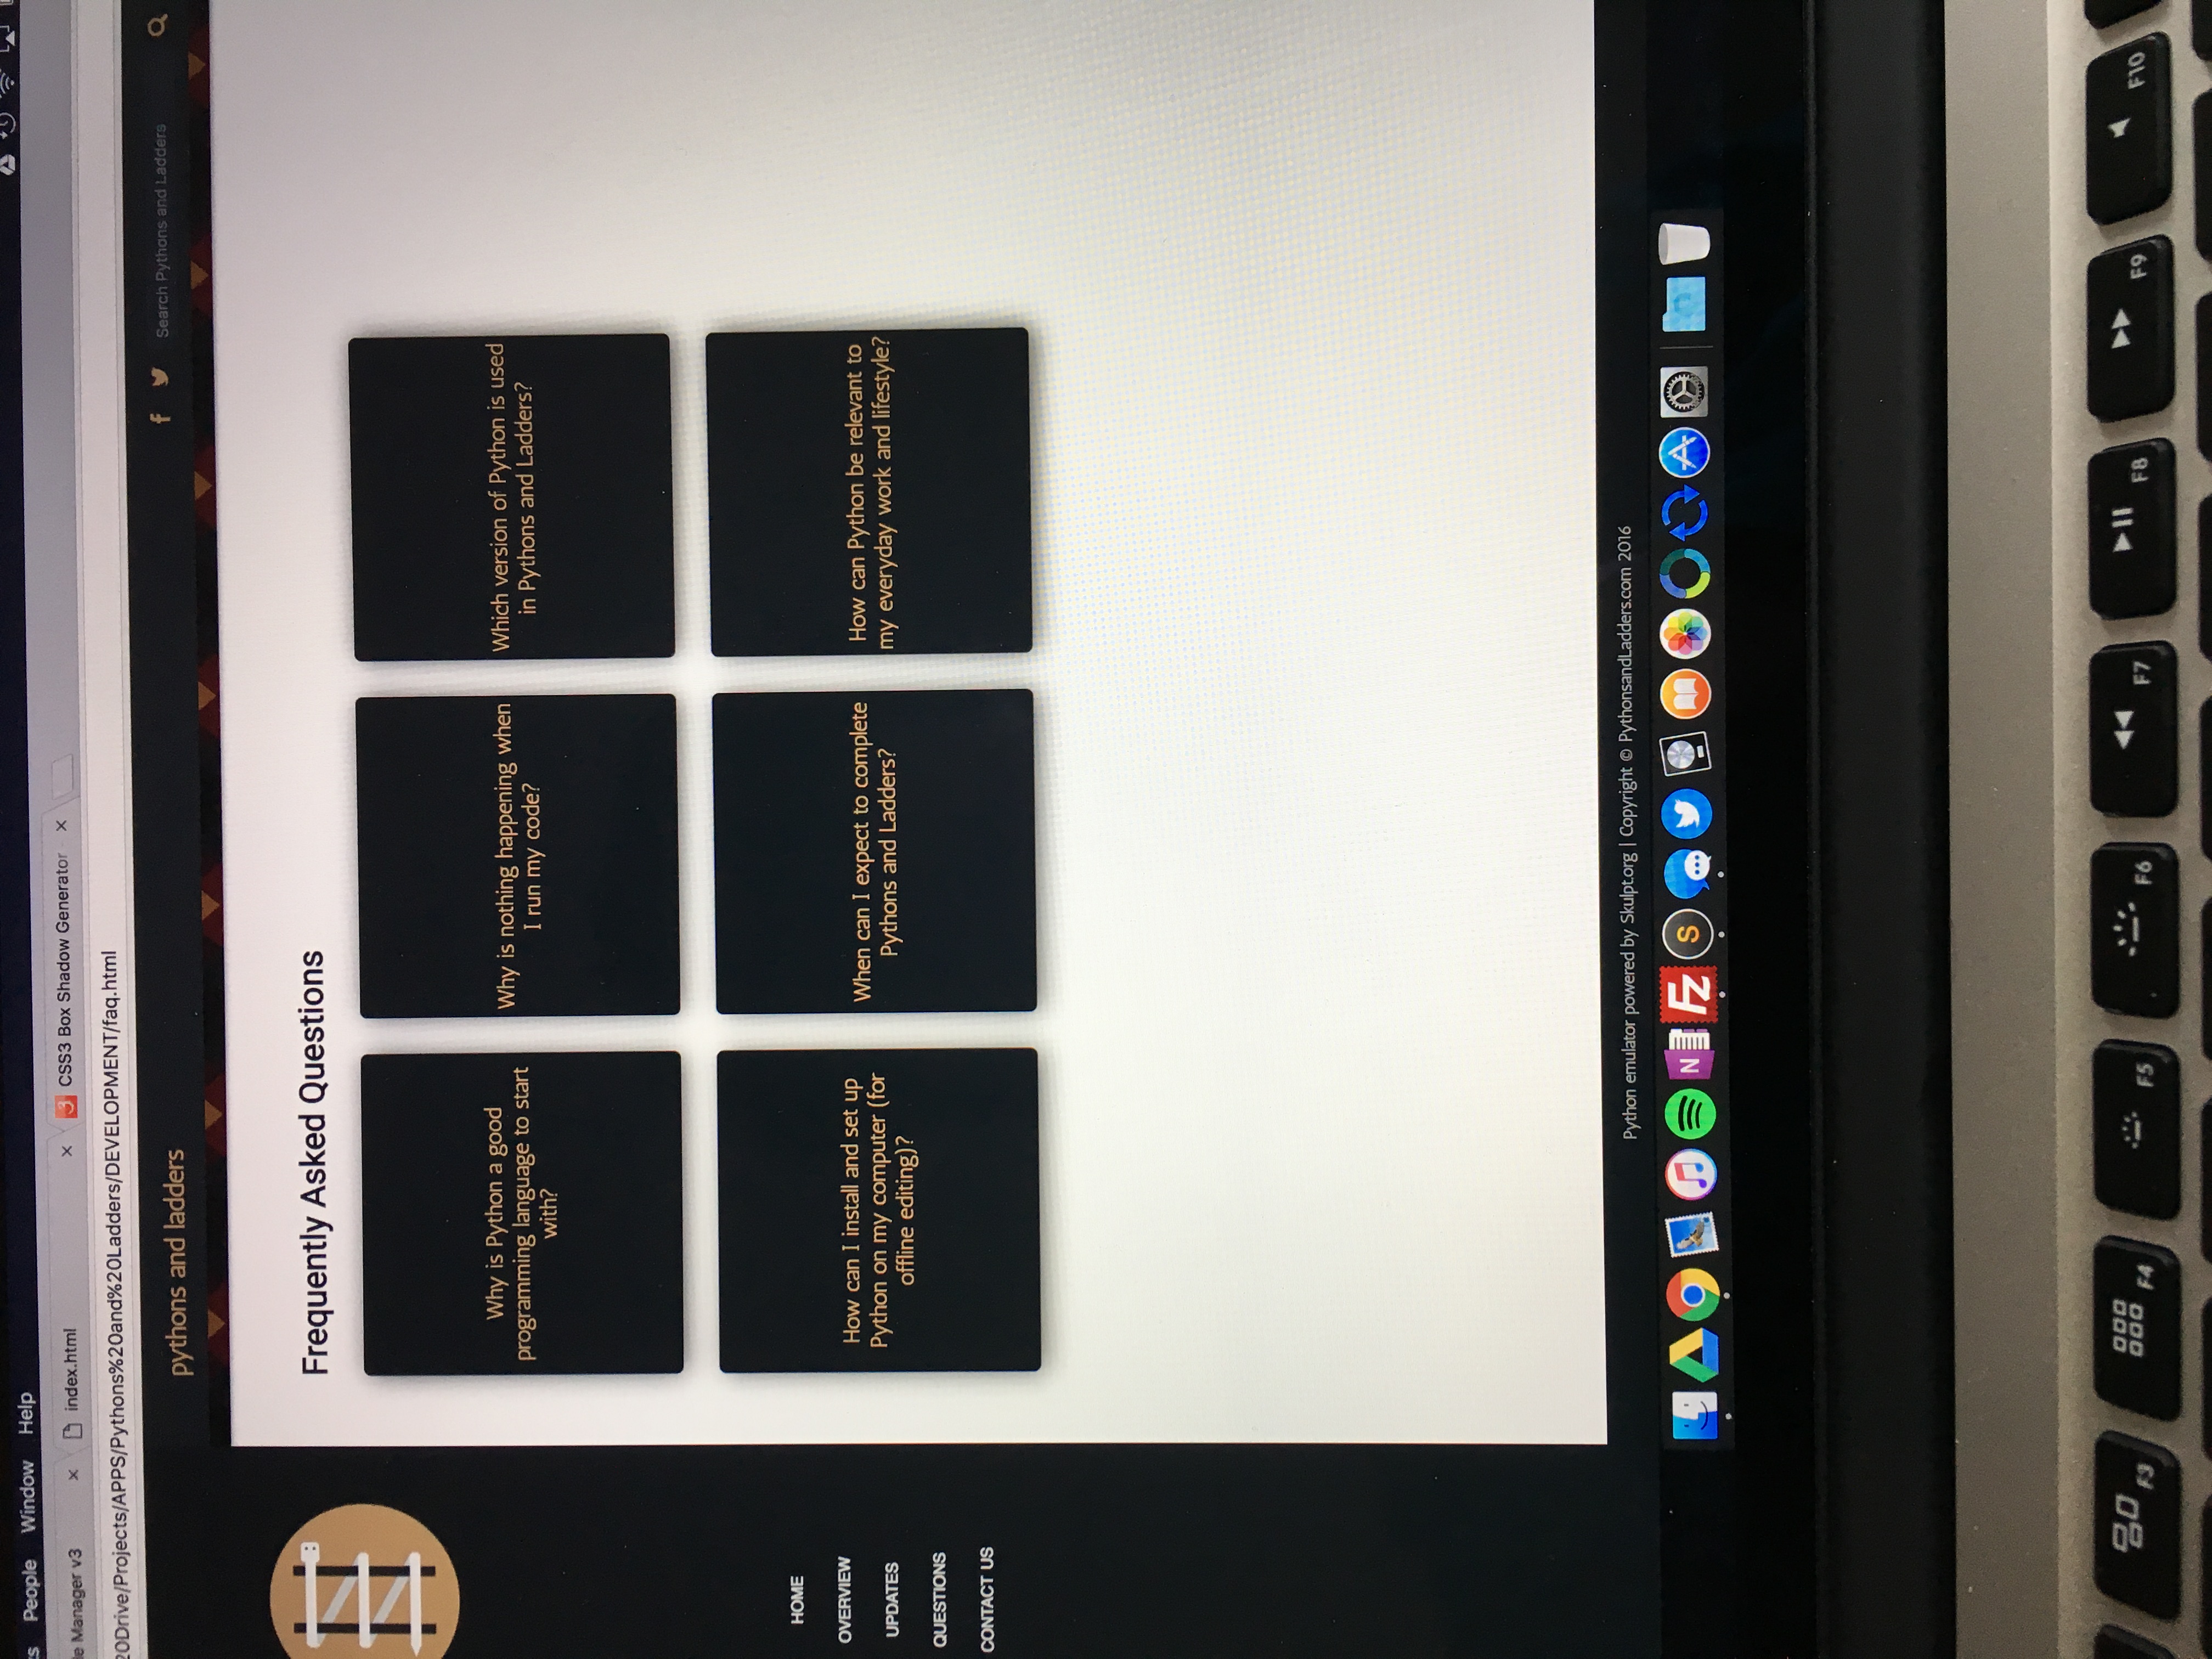 People Window Help
le Manager v3
index.html
CSS3 Box Shadow Generator
20Drive/Projects/APPS/Pythons%20and%20Ladders/DEVELOPMENT/faq.html
pythons and ladders
Search Pythons and Ladders
Frequently Asked Questions
Why is Python a good
programming language to start
with?
Why is nothing happening when
I run my code?
Which version of Python is used
in Pythons and Ladders?
HOME
OVERVIEW
UPDATES
QUESTIONS
CONTACT US
How can I install and set up
Python on my computer (for
offline editing)?
When can I expect to complete
Pythons and Ladders?
How can Python be relevant to
my everyday work and lifestyle?
Python emulator powered by Skulpt.org | Copyright © PythonsandLadders.com 2016
N
FZ
S
F3
F4
F5
F6
F7
F8
F9
F10